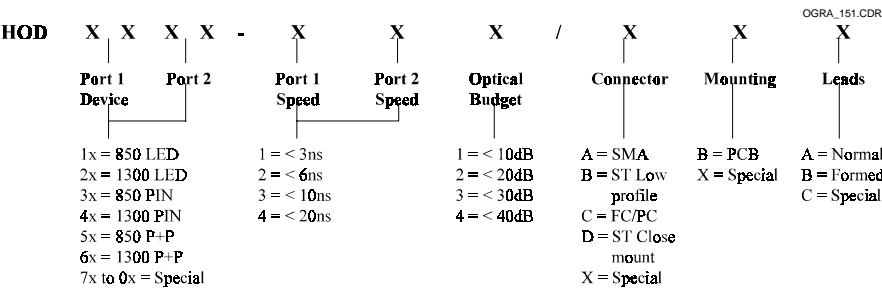 OGRA_151.CDR
HOD X X X X - X X X / X X X
Port 1 Device
Port 2
Port 1 Speed
Port 2 Speed
Optical Budget
Connector
Mounting
Leads
1x = 850 LED
2x = 1300 LED
3x = 850 PIN
4x = 1300 PIN
5x = 850 P+P
6x = 1300 P+P
7x to 0x = Special
1 = < 3ns
2 = < 6ns
3 = < 10ns
4 = < 20ns
1 = < 10dB
2 = < 20dB
3 = < 30dB
4 = < 40dB
A = SMA
B = ST Low
profile
C = FC/PC
D = ST Close
mount
X = Special
B = PCB
X = Special
A = Normal
B = Formed
C = Special